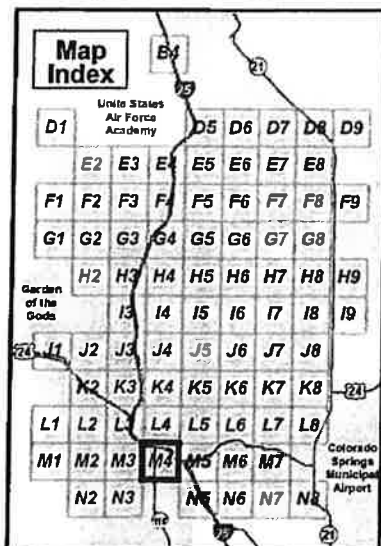 Map
Index
B4
25
21
Unite States
Air Force
Academy
D1 D5 D6 D7 D8 D9
E2 E3 E4 E5 E6 E7 E8
F1 F2 F3 F4 F5 F6 F7 F8 F9
G1 G2 G3 G4 G5 G6 G7 G8
H2 H3 H4 H5 H6 H7 H8 H9
Garden
of the
Gods
I3 I4 I5 I6 I7 I8 I9
24 J1 J2 J3 J4 J5 J6 J7 J8
K2 K3 K4 K5 K6 K7 K8 24
L1 L2 L3 L4 L5 L6 L7 L8
M1 M2 M3 M4 M5 M6 M7
Colorado
Springs
Municipal
Airport
N2 N3 N5 N6 N7 N8
21